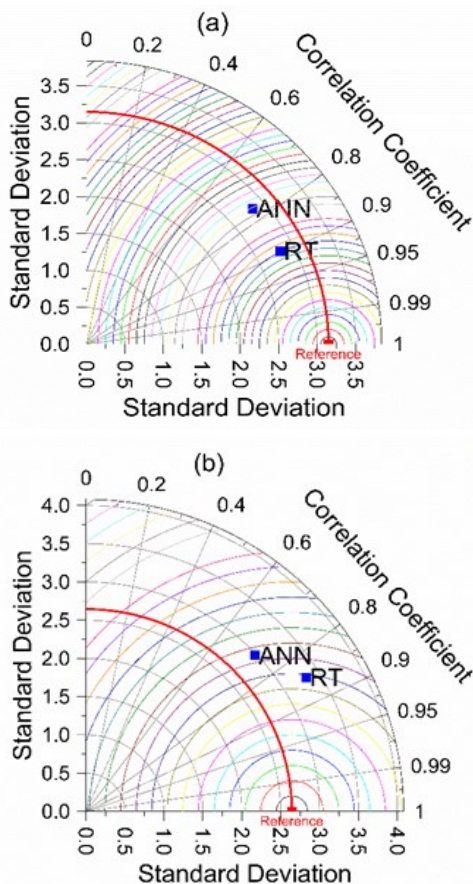 (a)
0
0.2
0.4
0.6
0.8
0.9
0.95
0.99
1
Correlation Coefficient
Standard Deviation
3.5
3.0
2.5
2.0
1.5
1.0
0.5
0.0
ANN
RT
Reference
0.0 0.5 1.0 1.5 2.0 2.5 3.0 3.5
Standard Deviation
(b)
0
0.2
0.4
0.6
0.8
0.9
0.95
0.99
1
Correlation Coefficient
Standard Deviation
4.0
3.5
3.0
2.5
2.0
1.5
1.0
0.5
0.0
ANN
RT
Reference
0.0 0.5 1.0 1.5 2.0 2.5 3.0 3.5 4.0
Standard Deviation